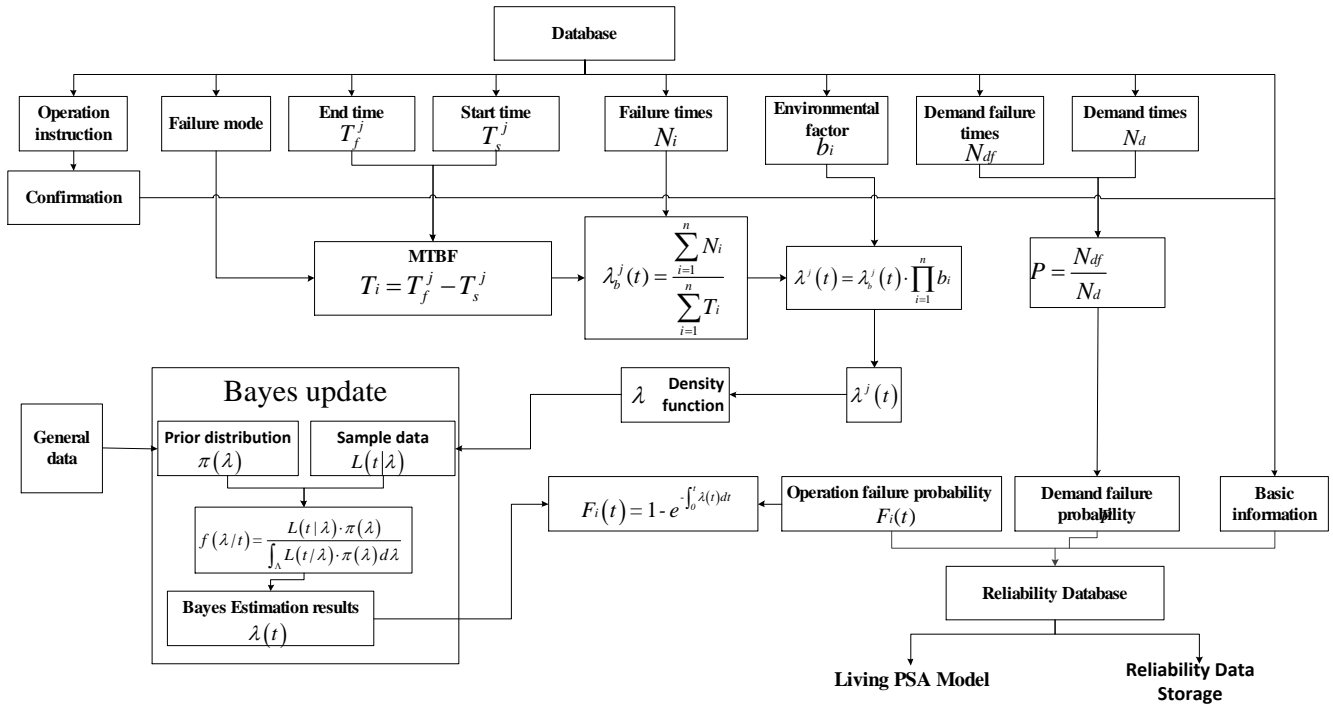 Database
Operation
instruction
Failure mode
End time
T_f^j
Start time
T_s^j
Failure times
N_i
Environmental
factor
b_i
Demand failure
times
N_df
Demand times
N_d
Confirmation
MTBF
T_i = T_f^j − T_s^j
λ_b^j(t) = ∑_{i=1}^{n} N_i / ∑_{i=1}^{n} T_i
λ^j(t) = λ_b^j(t) · ∏_{i=1}^{n} b_i
P = N_df / N_d
Bayes update
λ Density
function
λ^j(t)
General
data
Prior distribution
π(λ)
Sample data
L(t|λ)
f(λ/t) = L(t|λ)·π(λ) / ∫_Λ L(t/λ)·π(λ)dλ
Bayes Estimation results
λ(t)
F_i(t) = 1 - e^{-∫_0^t λ(t)dt}
Operation failure probability
F_i(t)
Demand failure
probability
Basic
information
Reliability Database
Living PSA Model
Reliability Data
Storage